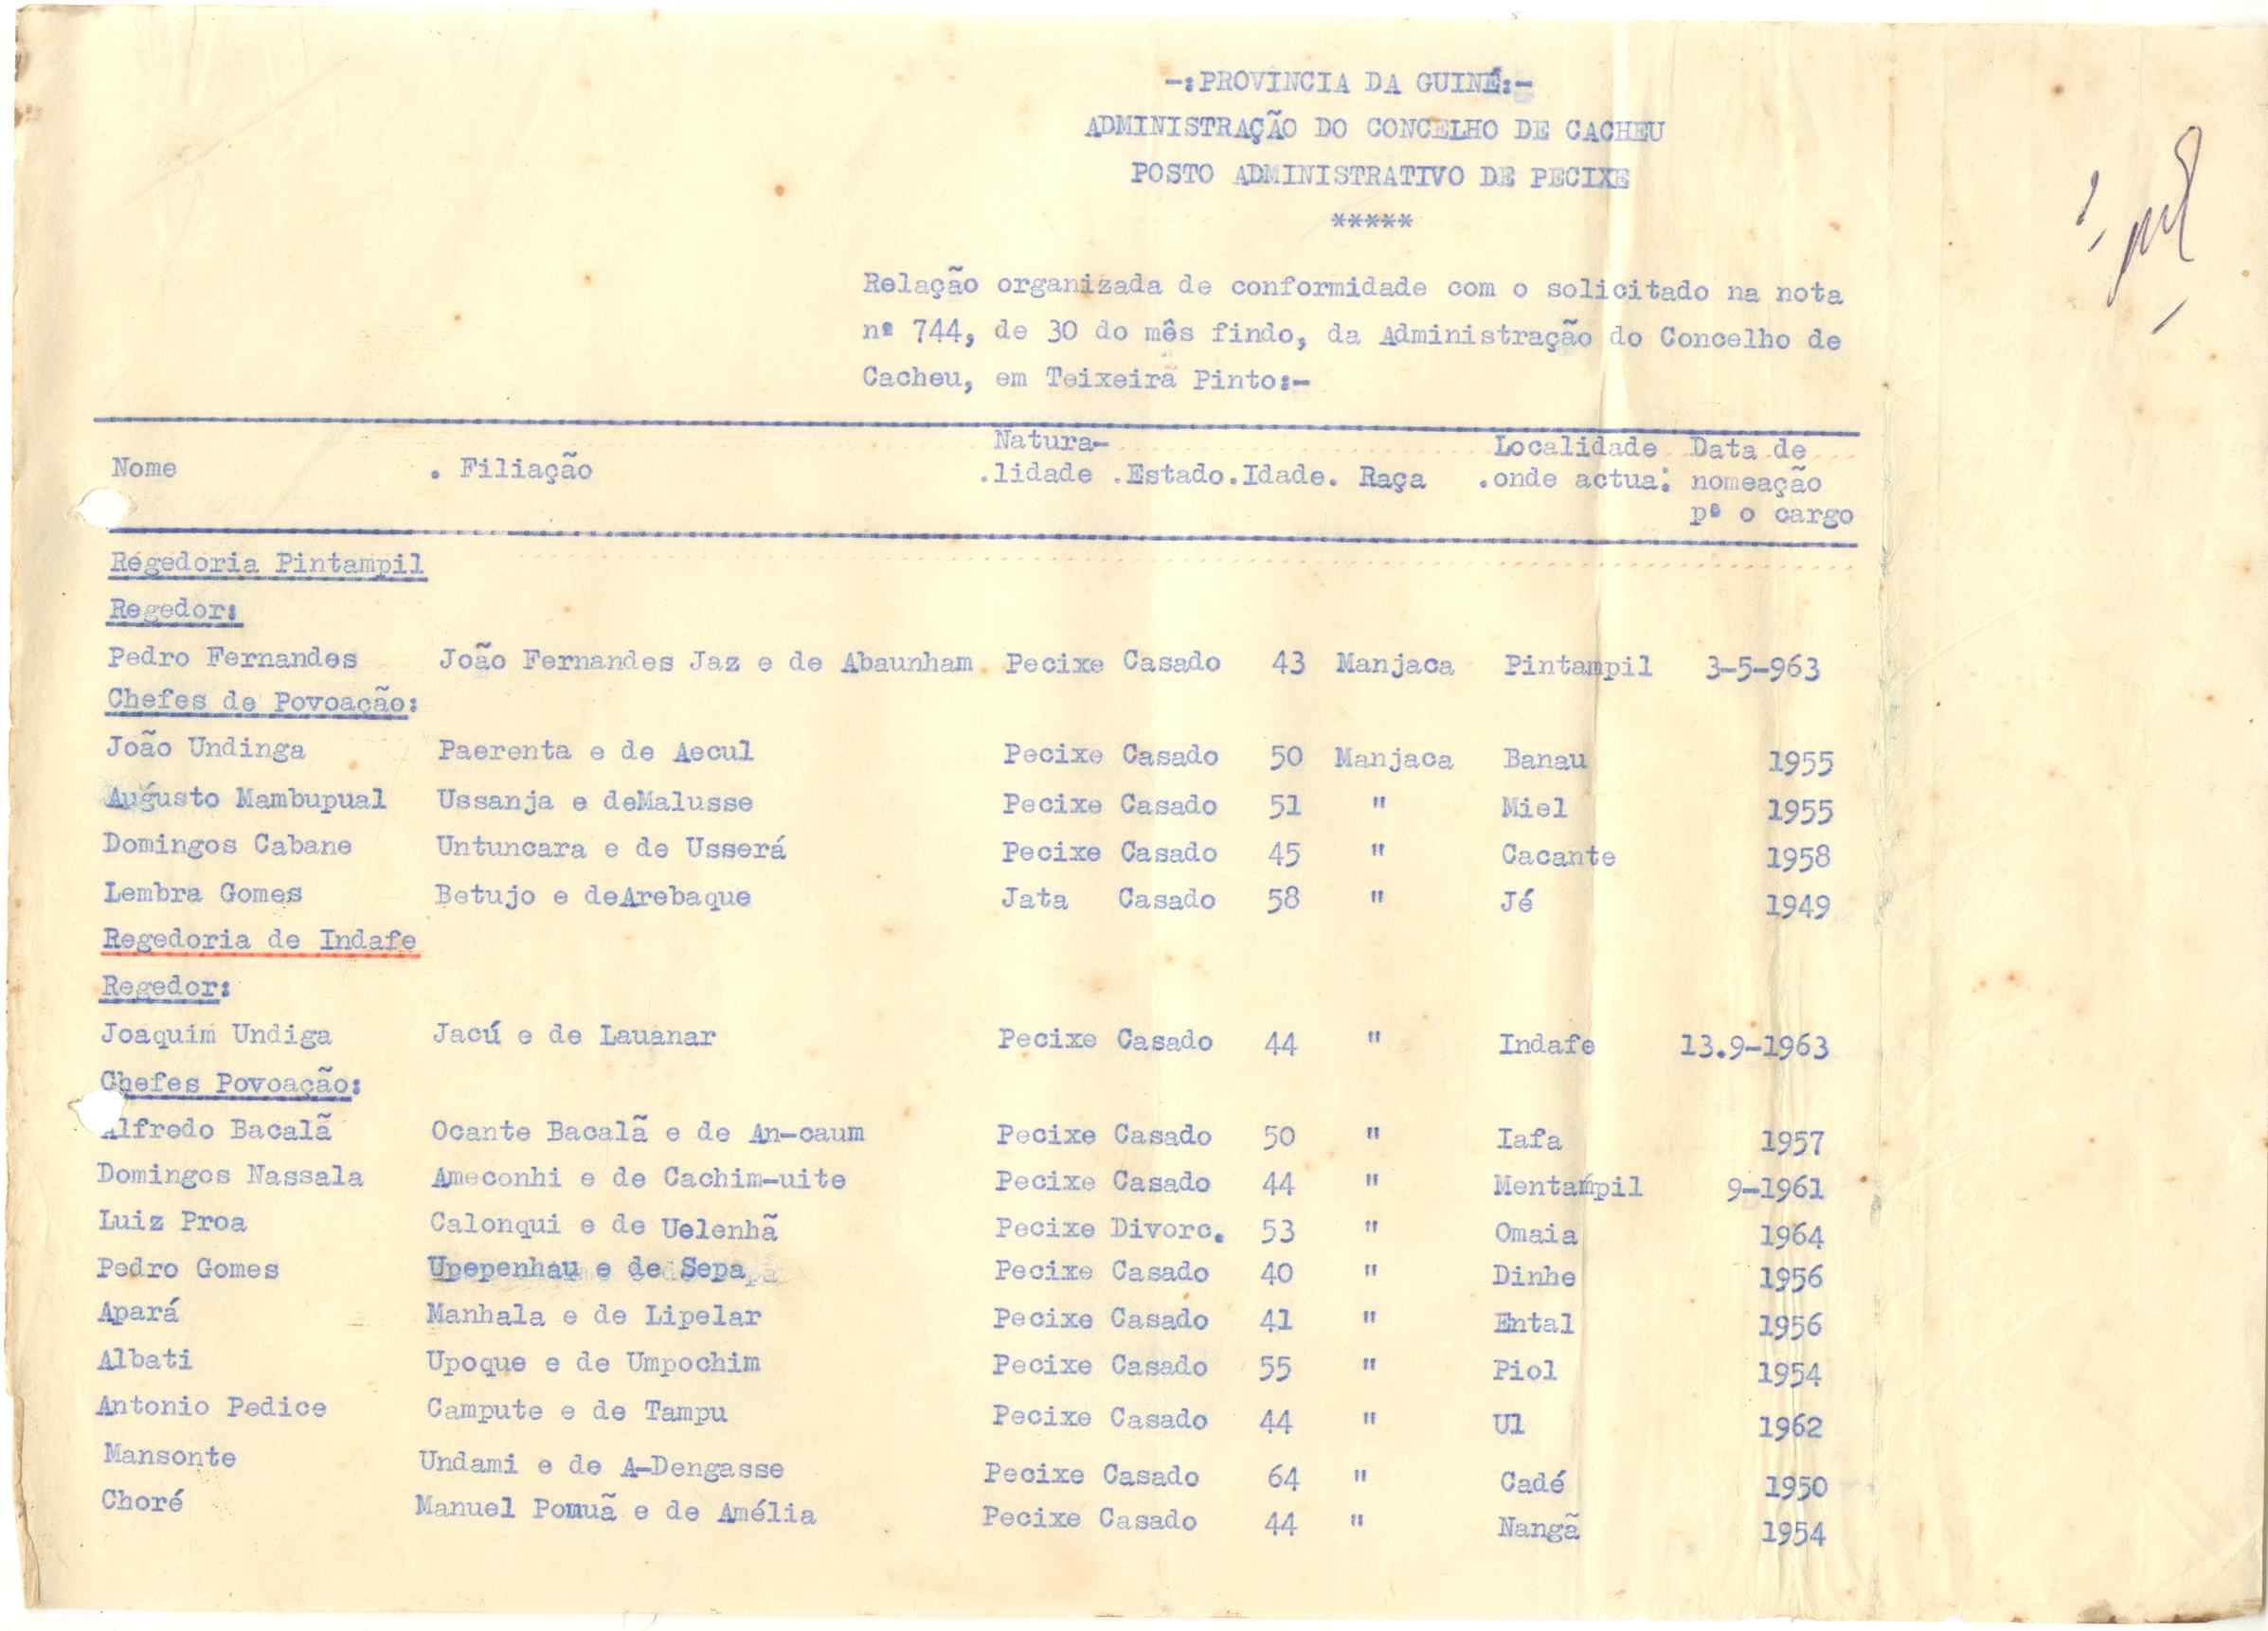 -:PROVÍNCIA DA GUINÉ:-
ADMINISTRAÇÃO DO CONCELHO DE CACHEU
POSTO ADMINISTRATIVO DE PECIXE
*****
Relação organizada de conformidade com o solicitado na nota
nº 744, de 30 do mês findo, da Administração do Concelho de
Cacheu, em Teixeira Pinto:-
Natura- Localidade Data de
Nome . Filiação .lidade .Estado.Idade. Raça .onde actua: nomeação
pª o cargo
Regedoria Pintampil
Regedor:
Pedro Fernandes João Fernandes Jaz e de Abaunham Pecixe Casado 43 Manjaca Pintampil 3-5-963
Chefes de Povoação:
João Undinga Paerenta e de Aecul Pecixe Casado 50 Manjaca Banau 1955
Augusto Mambupual Ussanja e deMalusse Pecixe Casado 51 " Miel 1955
Domingos Cabane Untuncara e de Usserá Pecixe Casado 45 " Cacante 1958
Lembra Gomes Betujo e deArebaque Jata Casado 58 " Jé 1949
Regedoria de Indafe
Regedor:
Joaquim Undiga Jacú e de Lauanar Pecixe Casado 44 " Indafe 13.9-1963
Chefes Povoação:
Alfredo Bacalã Ocante Bacalã e de An-caum Pecixe Casado 50 " Iafa 1957
Domingos Nassala Ameconhi e de Cachim-uite Pecixe Casado 44 " Mentampil 9-1961
Luiz Proa Calonqui e de Uelenhã Pecixe Divorc. 53 " Omaia 1964
Pedro Gomes Upepenhau e de Sepa Pecixe Casado 40 " Dinhe 1956
Apará Manhala e de Lipelar Pecixe Casado 41 " Ental 1956
Albati Upoque e de Umpochim Pecixe Casado 55 " Piol 1954
Antonio Pedice Campute e de Tampu Pecixe Casado 44 " Ul 1962
Mansonte Undami e de A-Dengasse Pecixe Casado 64 " Cadé 1950
Choré Manuel Pomuã e de Amélia Pecixe Casado 44 " Nangã 1954